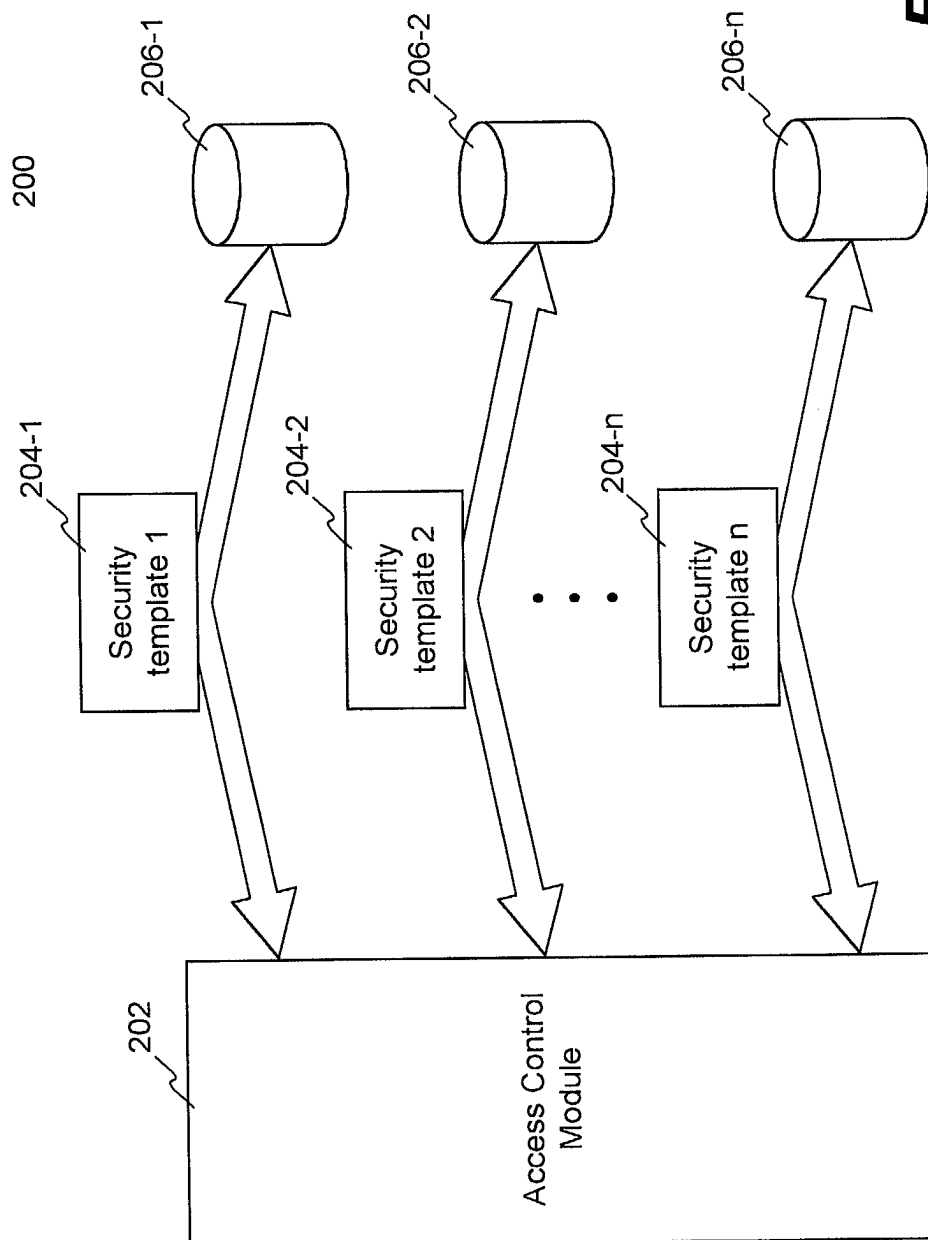 200
202
Access Control
Module
204-1
Security
template 1
206-1
204-2
Security
template 2
206-2
204-n
Security
template n
206-n